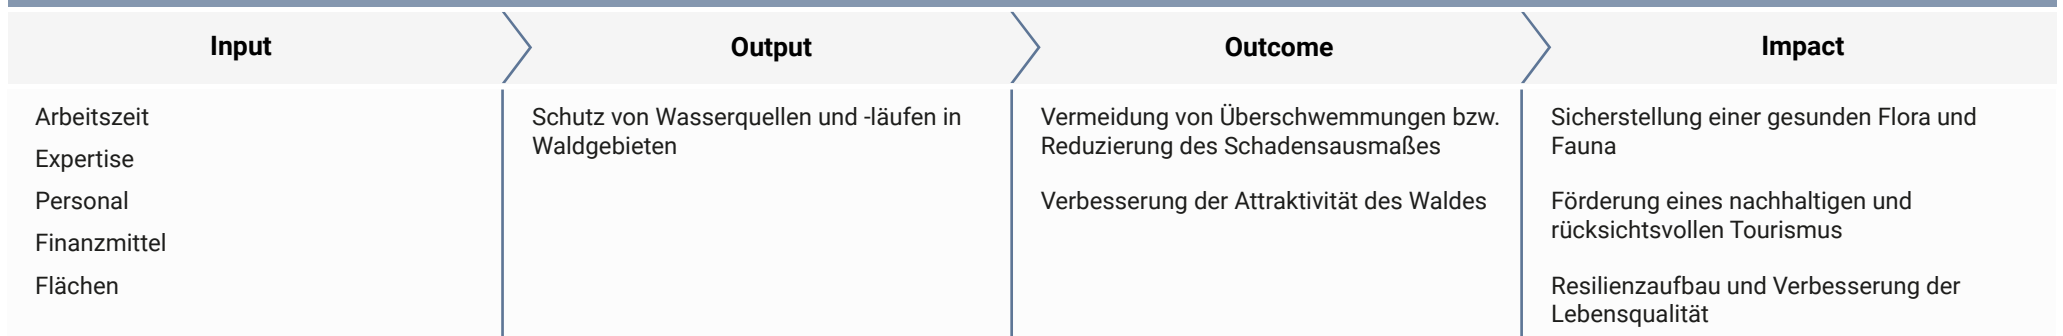 Input
Output
Outcome
Impact
Arbeitszeit
Expertise
Personal
Finanzmittel
Flächen
Schutz von Wasserquellen und -läufen in
Waldgebieten
Vermeidung von Überschwemmungen bzw.
Reduzierung des Schadensausmaßes
Verbesserung der Attraktivität des Waldes
Sicherstellung einer gesunden Flora und
Fauna
Förderung eines nachhaltigen und
rücksichtsvollen Tourismus
Resilienzaufbau und Verbesserung der
Lebensqualität